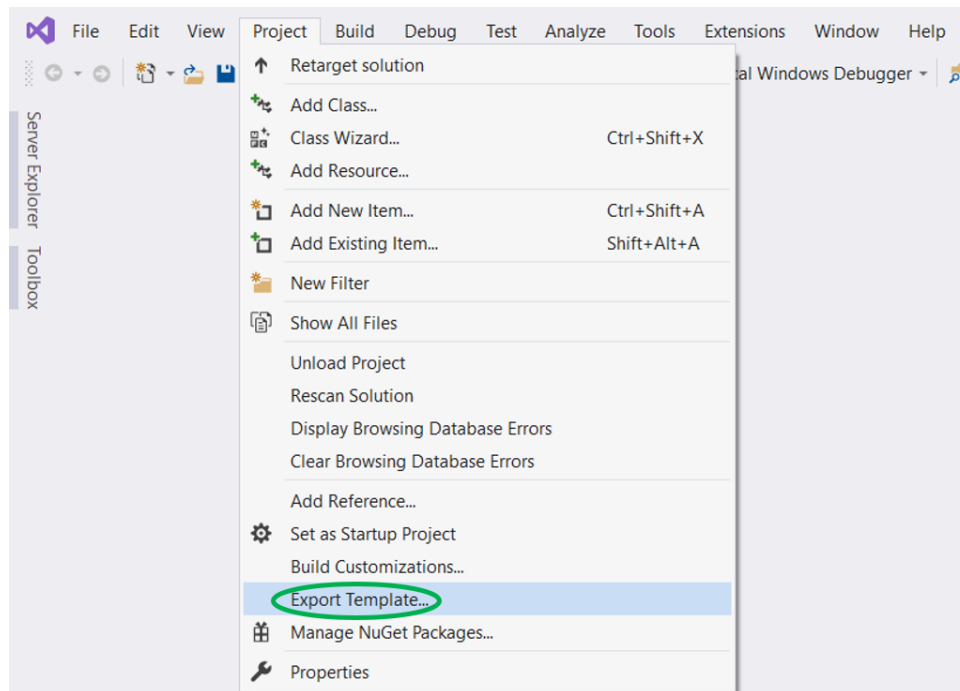 File Edit View Project Build Debug Test Analyze Tools Extensions Window Help
Retarget solution
Windows Debugger
Add Class...
Class Wizard... Ctrl+Shift+X
Add Resource...
Add New Item... Ctrl+Shift+A
Add Existing Item... Shift+Alt+A
New Filter
Show All Files
Unload Project
Rescan Solution
Display Browsing Database Errors
Clear Browsing Database Errors
Add Reference...
Set as Startup Project
Build Customizations...
Export Template...
Manage NuGet Packages...
Properties
Server Explorer
Toolbox